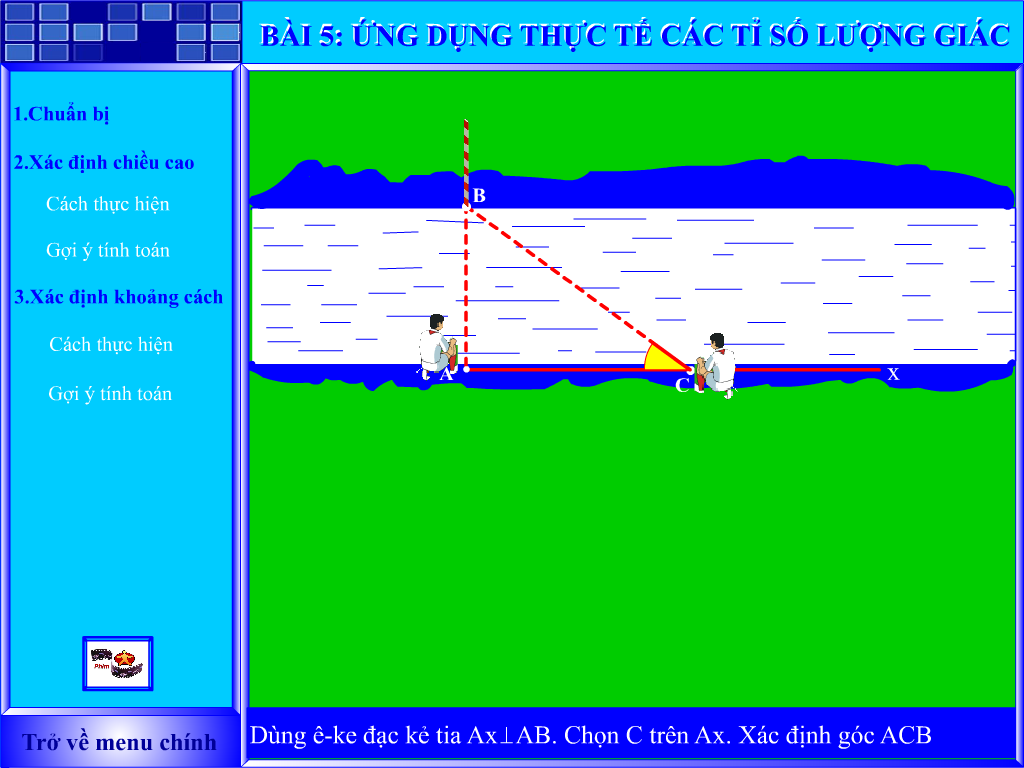 BÀI 5: ỨNG DỤNG THỰC TẾ CÁC TỈ SỐ LƯỢNG GIÁC
1.Chuẩn bị
2.Xác định chiều cao
Cách thực hiện
Gợi ý tính toán
3.Xác định khoảng cách
Cách thực hiện
Gợi ý tính toán
Phim
Trở về menu chính
B
A
C
x
Dùng ê-ke đạc kẻ tia Ax⊥AB. Chọn C trên Ax. Xác định góc ACB